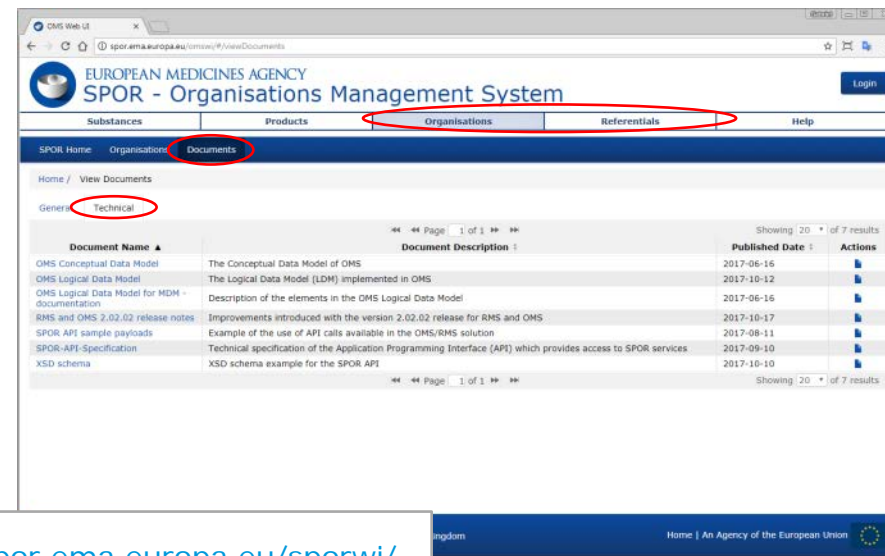 OMS Web UI
spor.ema.europa.eu/omswi/#/viewDocuments
EUROPEAN MEDICINES AGENCY
SPOR - Organisations Management System
Login
Substances Products Organisations Referentials Help
SPOR Home Organisations Documents
Home / View Documents
General Technical
Page 1 of 1 Showing 20 of 7 results
Document Name Document Description Published Date Actions
OMS Conceptual Data Model The Conceptual Data Model of OMS 2017-06-16
OMS Logical Data Model The Logical Data Model (LDM) implemented in OMS 2017-10-12
OMS Logical Data Model for MDM - documentation Description of the elements in the OMS Logical Data Model 2017-06-16
RMS and OMS 2.02.02 release notes Improvements introduced with the version 2.02.02 release for RMS and OMS 2017-10-17
SPOR API sample payloads Example of the use of API calls available in the OMS/RMS solution 2017-08-11
SPOR-API-Specification Technical specification of the Application Programming Interface (API) which provides access to SPOR services 2017-09-10
XSD schema XSD schema example for the SPOR API 2017-10-10
Page 1 of 1 Showing 20 of 7 results
ingdom Home | An Agency of the European Union
por.ema.europa.eu/sporwi/